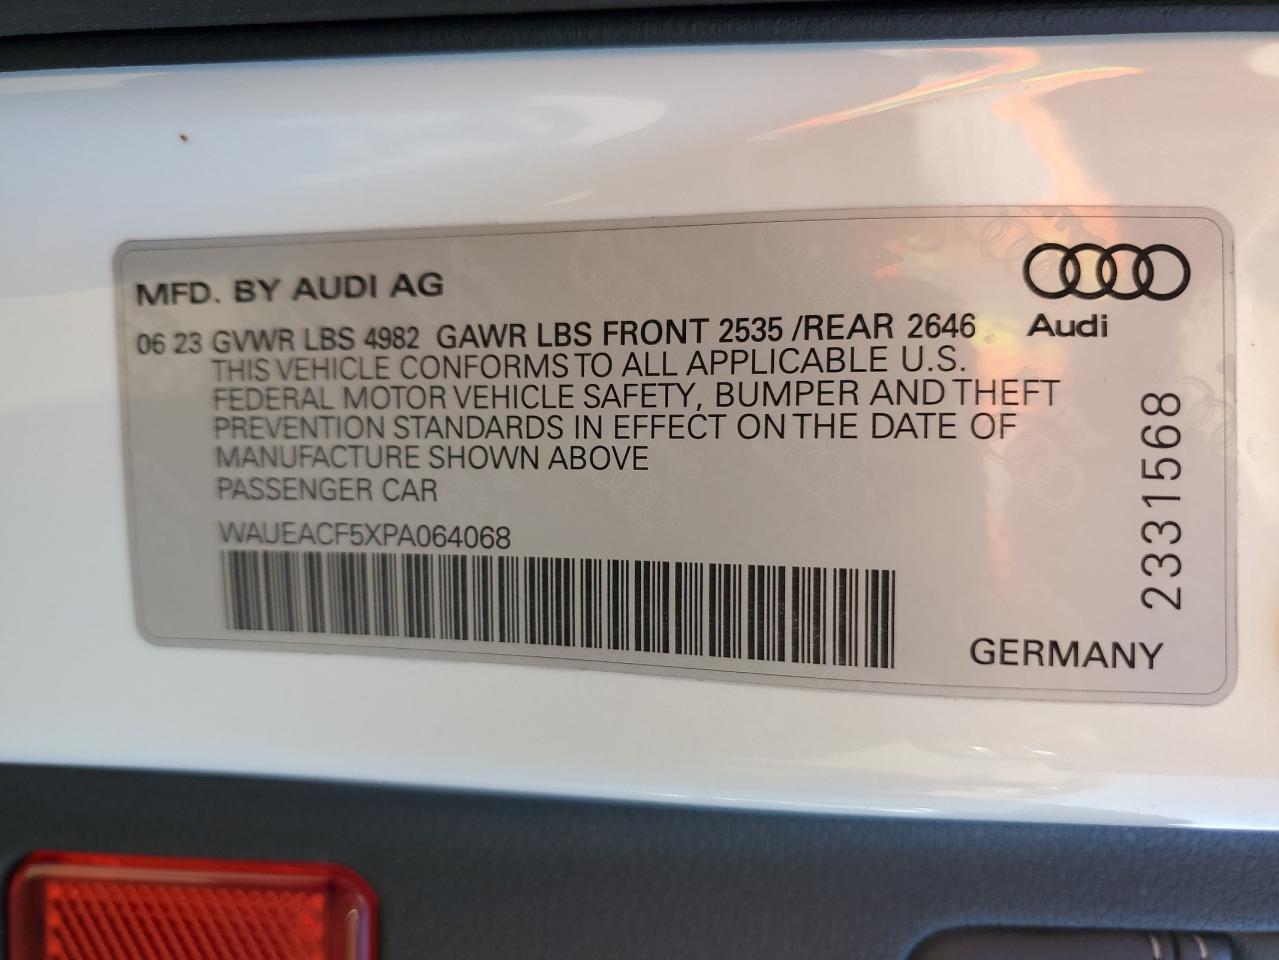 MFD. BY AUDI AG
Audi
06 23 GVWR LBS 4982 GAWR LBS FRONT 2535 /REAR 2646
THIS VEHICLE CONFORMS TO ALL APPLICABLE U.S.
FEDERAL MOTOR VEHICLE SAFETY, BUMPER AND THEFT
PREVENTION STANDARDS IN EFFECT ON THE DATE OF
MANUFACTURE SHOWN ABOVE
PASSENGER CAR
WAUEACF5XPA064068
2331568
GERMANY